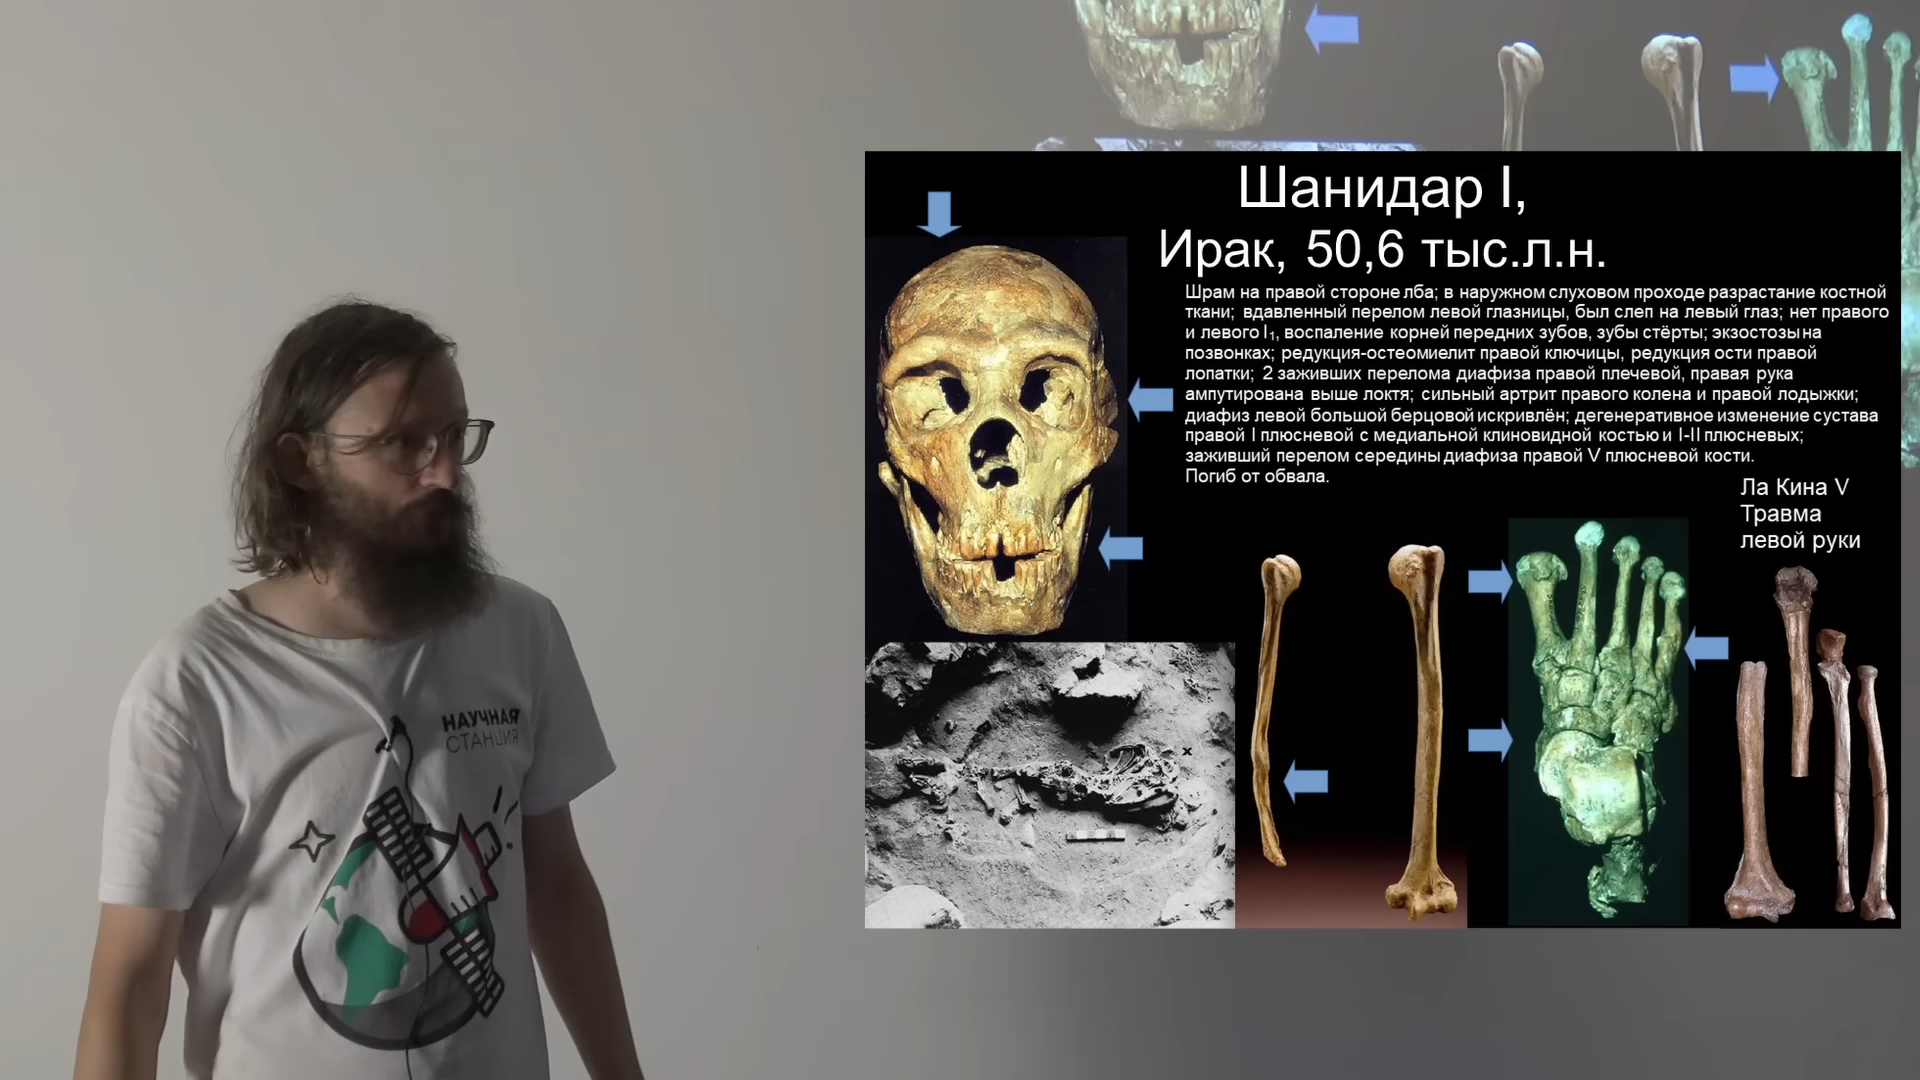 Шанидар I,
Ирак, 50,6 тыс.л.н.
Шрам на правой стороне лба; в наружном слуховом проходе разрастание костной
ткани; вдавленный перелом левой глазницы, был слеп на левый глаз; нет правого
и левого I₁, воспаление корней передних зубов, зубы стёрты; экзостозы на
позвонках; редукция-остеомиелит правой ключицы, редукция ости правой
лопатки; 2 заживших перелома диафиза правой плечевой, правая рука
ампутирована выше локтя; сильный артрит правого колена и правой лодыжки;
диафиз левой большой берцовой искривлён; дегенеративное изменение сустава
правой I плюсневой с медиальной клиновидной костью и I-II плюсневых;
заживший перелом середины диафиза правой V плюсневой кости.
Погиб от обвала.
Ла Кина V
Травма
левой руки
НАУЧНАЯ
СТАНЦИЯ
x